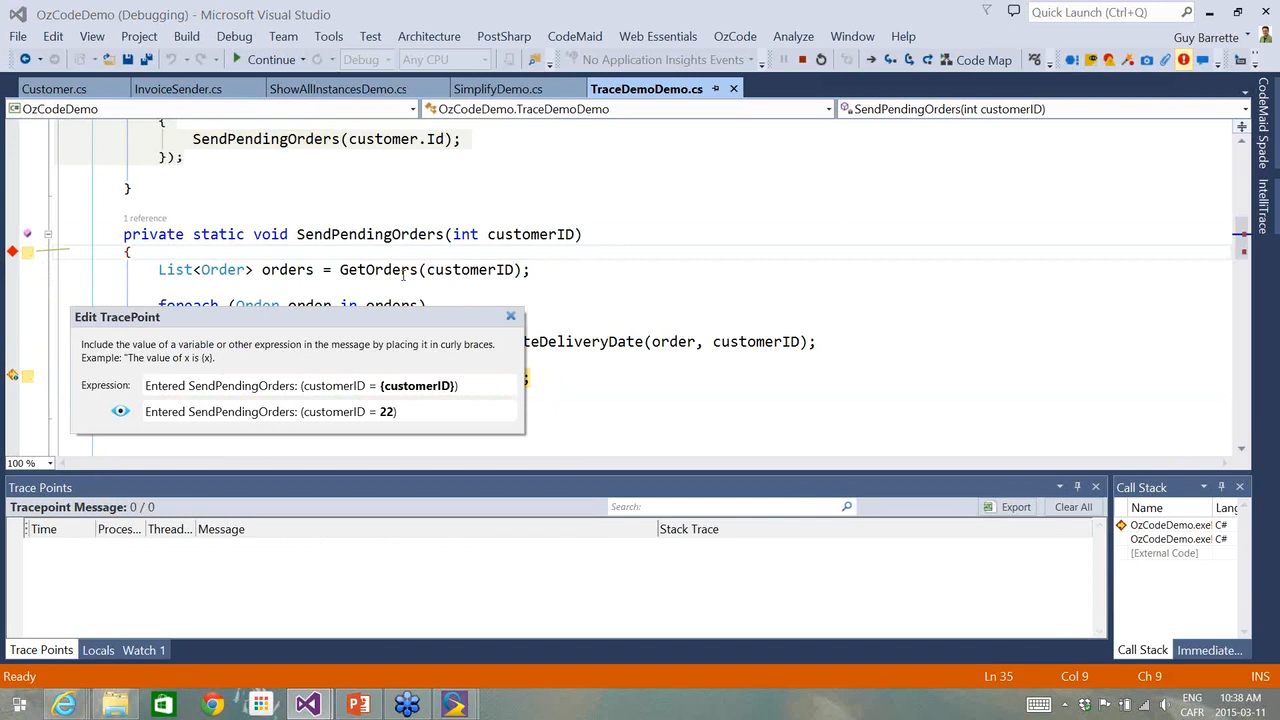 OzCodeDemo (Debugging) - Microsoft Visual Studio
Quick Launch (Ctrl+Q)
File Edit View Project Build Debug Team Tools Test Architecture PostSharp CodeMaid Web Essentials OzCode Analyze Window Help
Guy Barrette
Continue Debug Any CPU No Application Insights Events Code Map
Customer.cs InvoiceSender.cs ShowAllInstancesDemo.cs SimplifyDemo.cs TraceDemoDemo.cs
OzCodeDemo OzCodeDemo.TraceDemoDemo SendPendingOrders(int customerID)
{
SendPendingOrders(customer.Id);
});
}
1 reference
private static void SendPendingOrders(int customerID)
{
List<Order> orders = GetOrders(customerID);
foreach (Order order in orders)
Edit TracePoint
Include the value of a variable or other expression in the message by placing it in curly braces.
Example: "The value of x is {x}.
teDeliveryDate(order, customerID);
Expression: Entered SendPendingOrders: (customerID = {customerID})
;
Entered SendPendingOrders: (customerID = 22)
100 %
CodeMaid Spade
IntelliTrace
Trace Points
Tracepoint Message: 0 / 0
Search:
Export Clear All
Time Proces... Thread... Message Stack Trace
Call Stack
Name Lang
OzCodeDemo.exe! C#
OzCodeDemo.exe! C#
[External Code]
Trace Points Locals Watch 1
Call Stack Immediate...
Ready Ln 35 Col 9 Ch 9 INS
ENG
CAFR
10:38 AM
2015-03-11